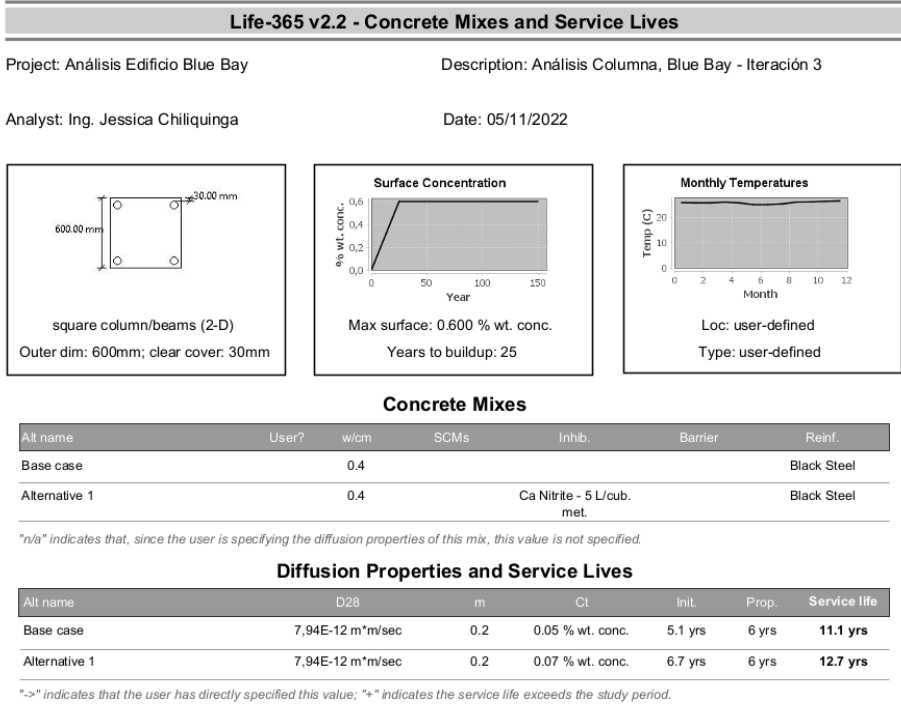 Life-365 v2.2 - Concrete Mixes and Service Lives
Project: Análisis Edificio Blue Bay
Description: Análisis Columna, Blue Bay - Iteración 3
Analyst: Ing. Jessica Chiliquinga
Date: 05/11/2022
30.00 mm
600.00 mm
square column/beams (2-D)
Outer dim: 600mm; clear cover: 30mm
Surface Concentration
% wt. conc.
0,6
0,4
0,2
0,0
0 50 100 150
Year
Max surface: 0.600 % wt. conc.
Years to buildup: 25
Monthly Temperatures
Temp (C)
20
10
0
0 2 4 6 8 10 12
Month
Loc: user-defined
Type: user-defined
Concrete Mixes
Alt name User? w/cm SCMs Inhib. Barrier Reinf.
Base case 0.4 Black Steel
Alternative 1 0.4 Ca Nitrite - 5 L/cub. Black Steel
met.
"n/a" indicates that, since the user is specifying the diffusion properties of this mix, this value is not specified.
Diffusion Properties and Service Lives
Alt name D28 m Ct Init. Prop. Service life
Base case 7,94E-12 m*m/sec 0.2 0.05 % wt. conc. 5.1 yrs 6 yrs 11.1 yrs
Alternative 1 7,94E-12 m*m/sec 0.2 0.07 % wt. conc. 6.7 yrs 6 yrs 12.7 yrs
"->" indicates that the user has directly specified this value; "+" indicates the service life exceeds the study period.